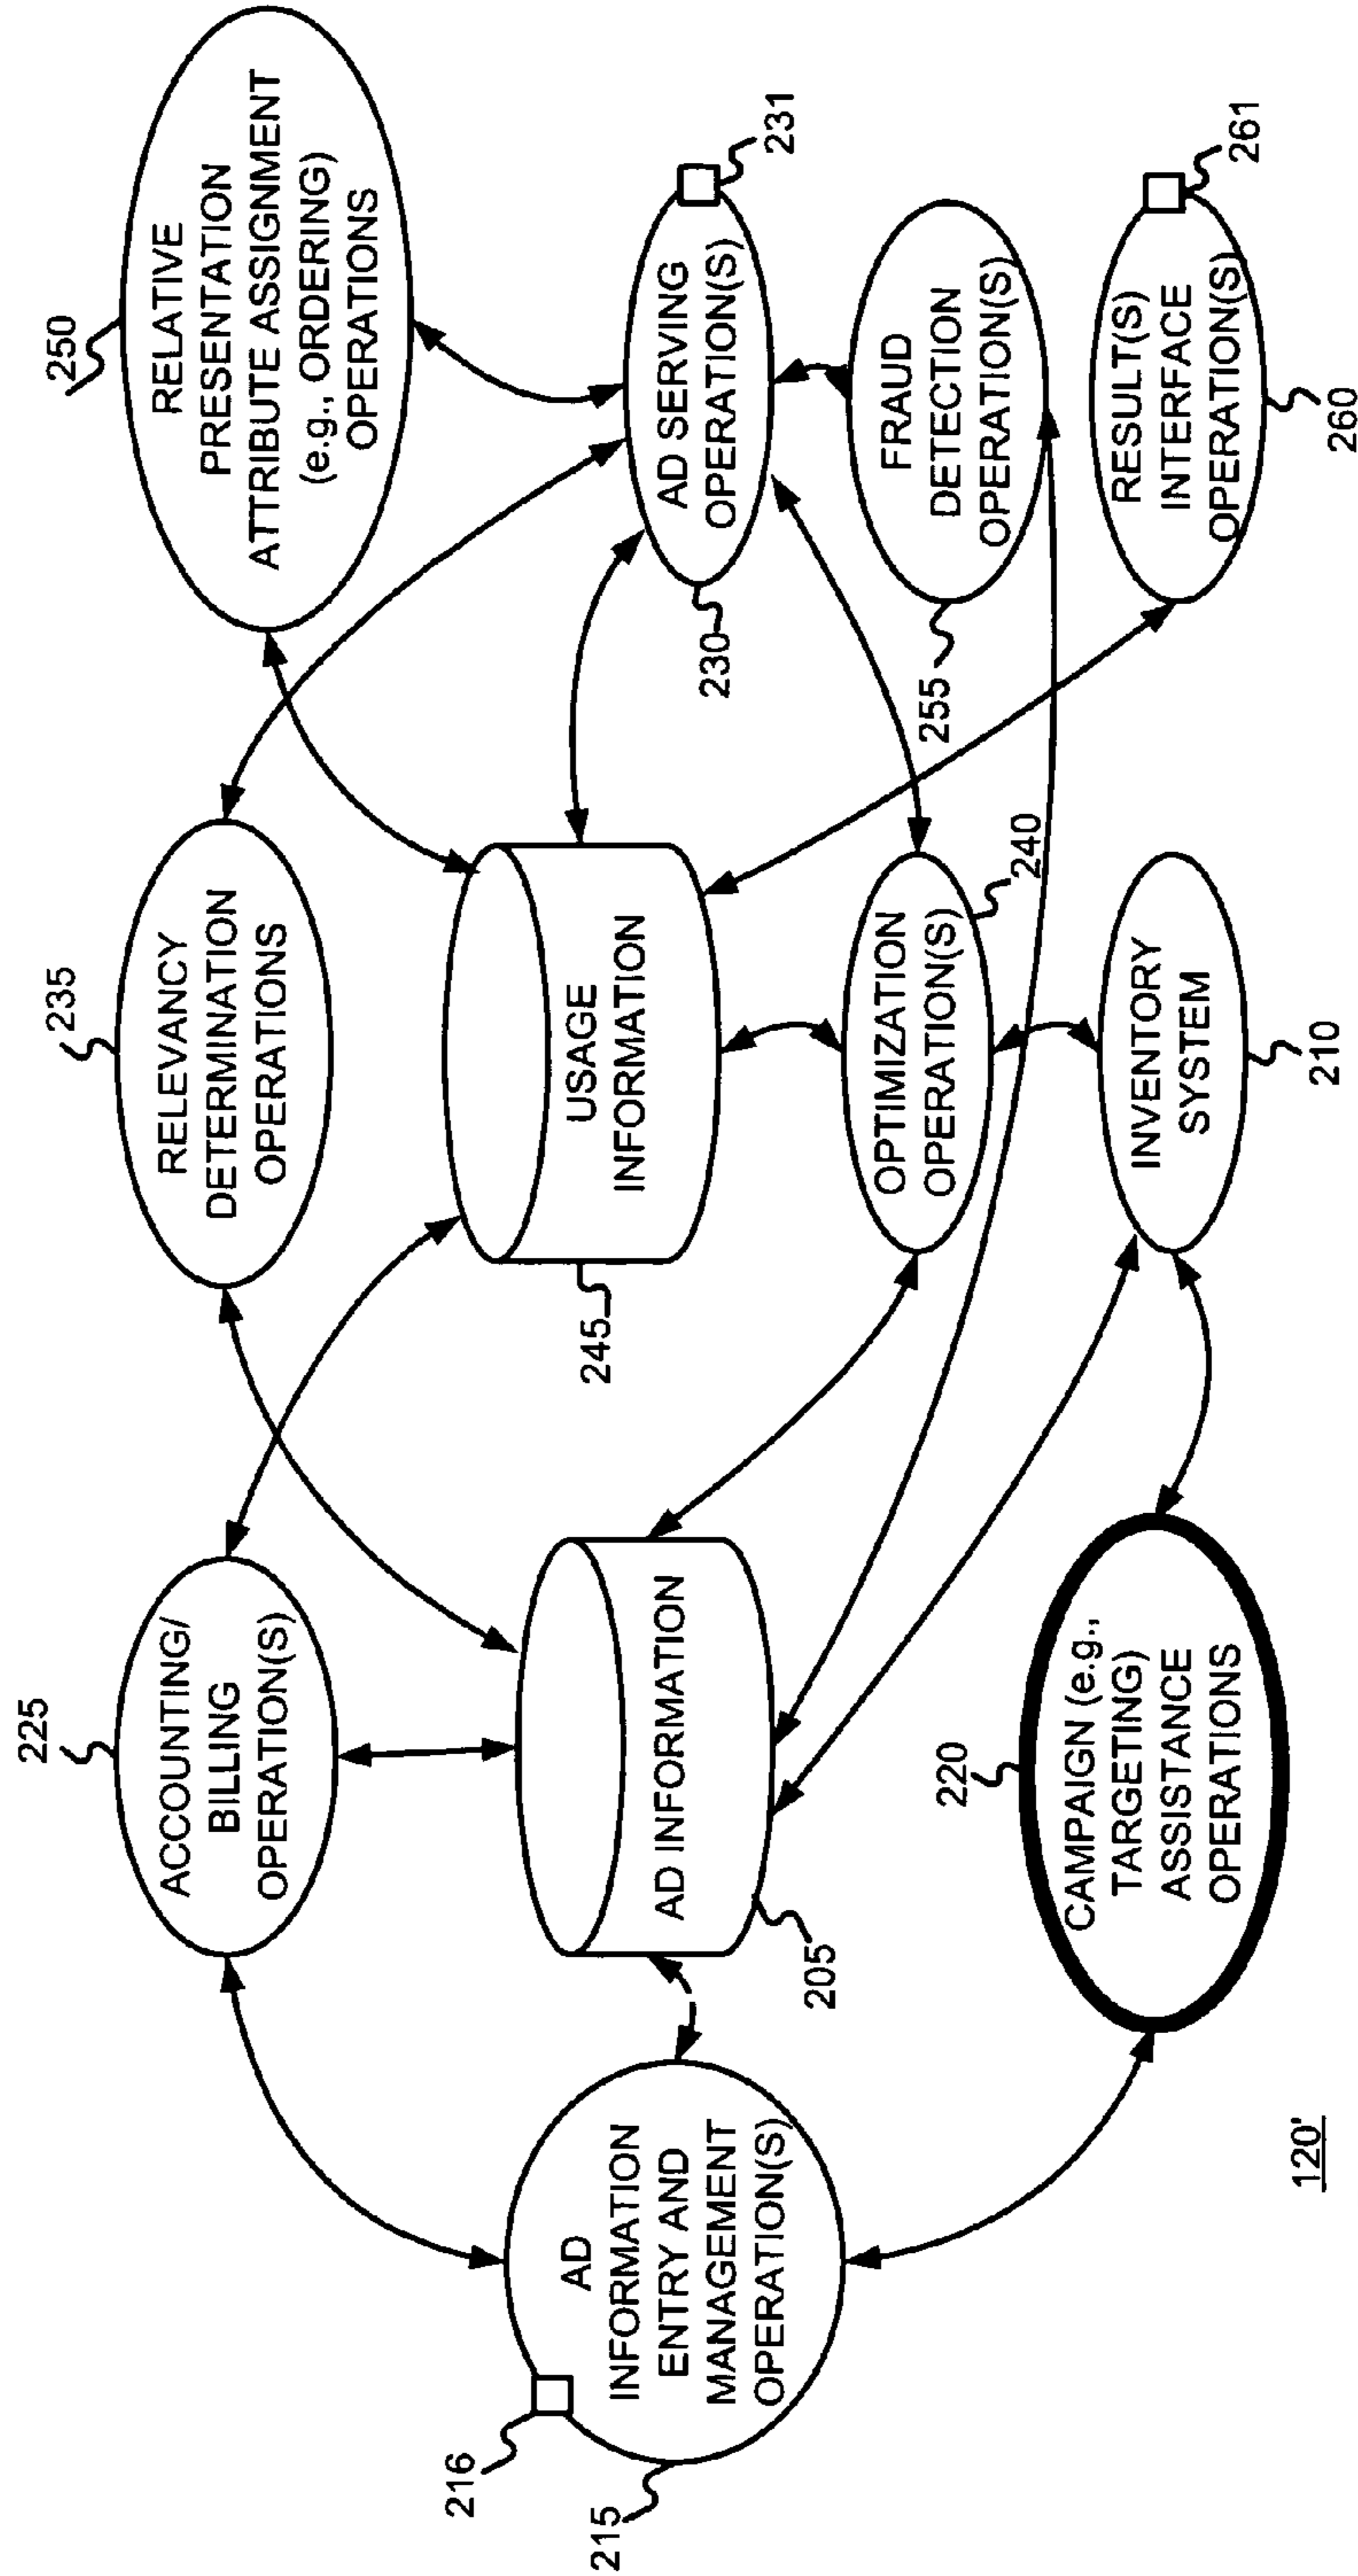 250
RELATIVE
PRESENTATION
ATTRIBUTE ASSIGNMENT
(e.g., ORDERING)
OPERATIONS
235
RELEVANCY
DETERMINATION
OPERATIONS
225
ACCOUNTING/
BILLING
OPERATION(S)
216
215
AD
INFORMATION
ENTRY AND
MANAGEMENT
OPERATION(S)
AD INFORMATION
205
USAGE
INFORMATION
245
AD SERVING
OPERATION(S)
231
230
FRAUD
DETECTION
OPERATION(S)
255
OPTIMIZATION
OPERATION(S)
240
220
CAMPAIGN (e.g.,
TARGETING)
ASSISTANCE
OPERATIONS
INVENTORY
SYSTEM
210
RESULT(S)
INTERFACE
OPERATION(S)
261
260
120'